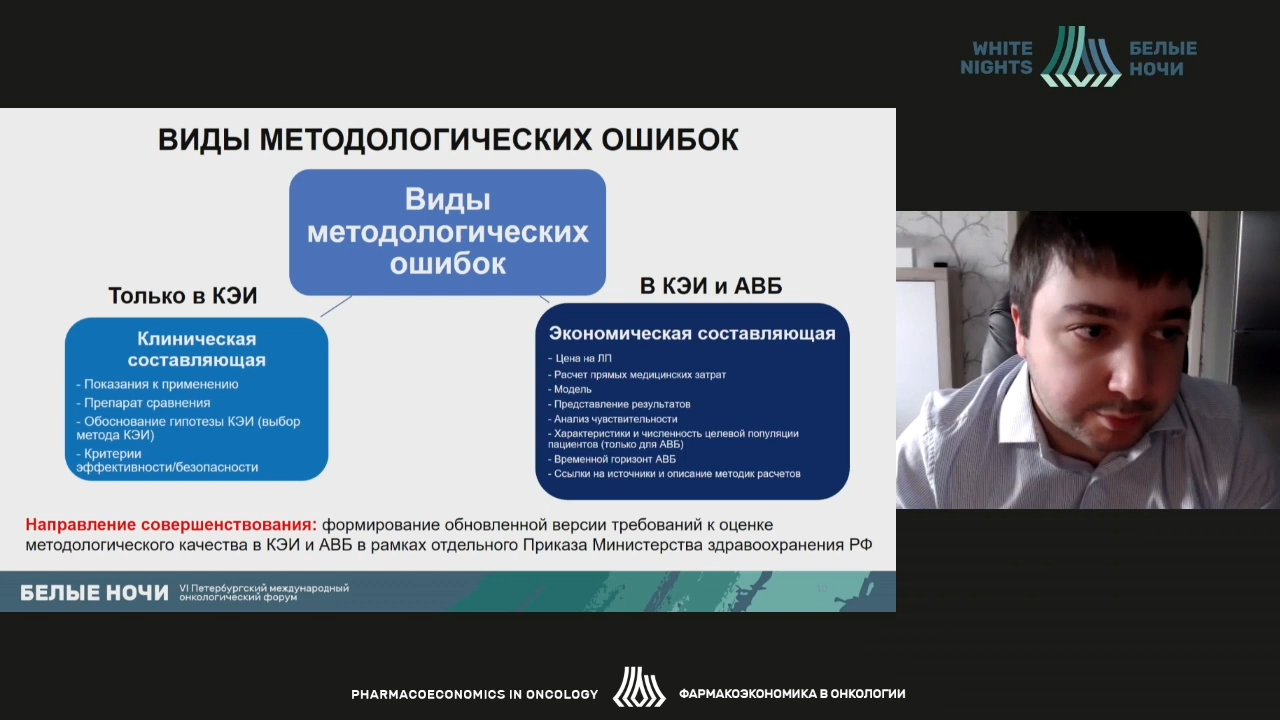 WHITE
NIGHTS
БЕЛЫЕ
НОЧИ
ВИДЫ МЕТОДОЛОГИЧЕСКИХ ОШИБОК
Виды
методологических
ошибок
Только в КЭИ
Клиническая
составляющая
- Показания к применению
- Препарат сравнения
- Обоснование гипотезы КЭИ (выбор
метода КЭИ)
- Критерии
эффективности/безопасности
В КЭИ и АВБ
Экономическая составляющая
- Цена на ЛП
- Расчет прямых медицинских затрат
- Модель
- Представление результатов
- Анализ чувствительности
- Характеристики и численность целевой популяции
пациентов (только для АВБ)
- Временной горизонт АВБ
- Ссылки на источники и описание методик расчетов
Направление совершенствования: формирование обновленной версии требований к оценке
методологического качества в КЭИ и АВБ в рамках отдельного Приказа Министерства здравоохранения РФ
БЕЛЫЕ НОЧИ
VI Петербургский международный
онкологический форум
PHARMACOECONOMICS IN ONCOLOGY
ФАРМАКОЭКОНОМИКА В ОНКОЛОГИИ